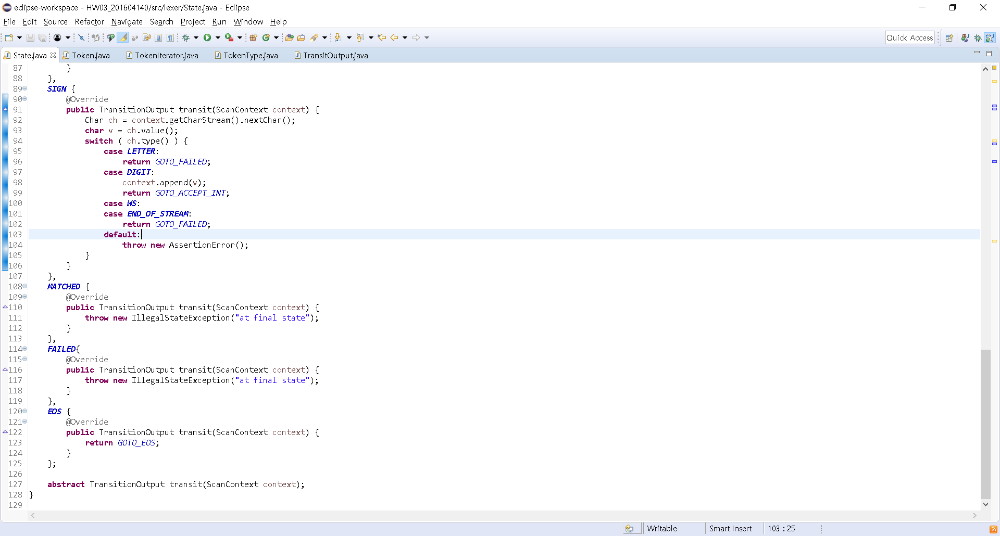 eclipse-workspace - HW03_201604140/src/lexer/State.java - Eclipse
File Edit Source Refactor Navigate Search Project Run Window Help
Quick Access
State.java Token.java TokenIterator.java TokenType.java TransitOutput.java
87 }
88 },
89 SIGN {
90 @Override
91 public TransitionOutput transit(ScanContext context) {
92 Char ch = context.getCharStream().nextChar();
93 char v = ch.value();
94 switch ( ch.type() ) {
95 case LETTER:
96 return GOTO_FAILED;
97 case DIGIT:
98 context.append(v);
99 return GOTO_ACCEPT_INT;
100 case WS:
101 case END_OF_STREAM:
102 return GOTO_FAILED;
103 default:
104 throw new AssertionError();
105 }
106 }
107 },
108 MATCHED {
109 @Override
110 public TransitionOutput transit(ScanContext context) {
111 throw new IllegalStateException("at final state");
112 }
113 },
114 FAILED{
115 @Override
116 public TransitionOutput transit(ScanContext context) {
117 throw new IllegalStateException("at final state");
118 }
119 },
120 EOS {
121 @Override
122 public TransitionOutput transit(ScanContext context) {
123 return GOTO_EOS;
124 }
125 };
126
127 abstract TransitionOutput transit(ScanContext context);
128 }
129
Writable Smart Insert 103 : 25